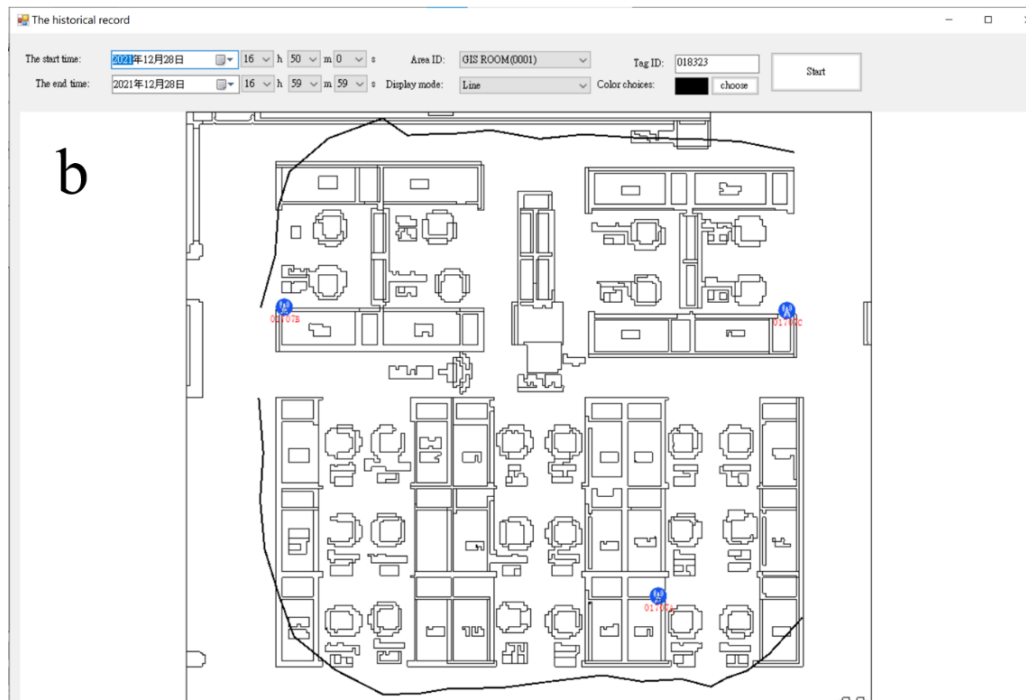 The historical record
The start time: 2021年12月28日 16 h 50 m 0 s Area ID: GIS ROOM(0001) Tag ID: 018323 Start
The end time: 2021年12月28日 16 h 59 m 59 s Display mode: Line Color choices: choose
b